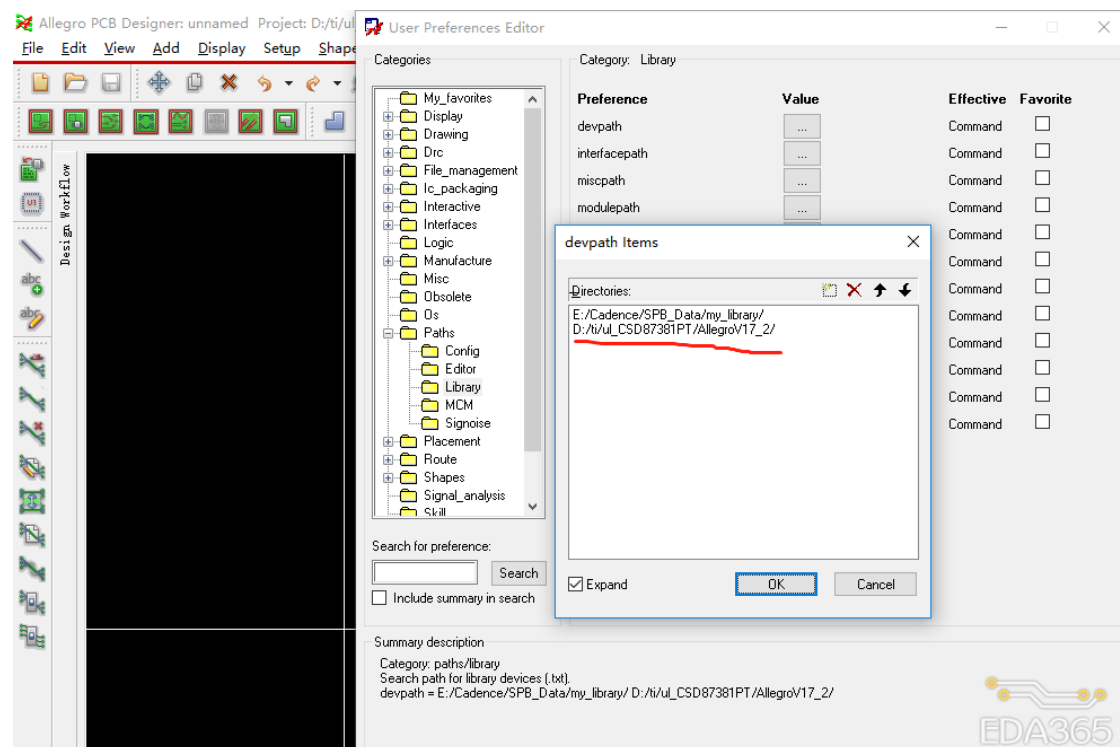 Allegro PCB Designer: unnamed Project: D:/ti/ul
File Edit View Add Display Setup Shape
Design Workflow
User Preferences Editor
Categories
My_favorites
Display
Drawing
Drc
File_management
Ic_packaging
Interactive
Interfaces
Logic
Manufacture
Misc
Obsolete
Os
Paths
Config
Editor
Library
MCM
Signoise
Placement
Route
Shapes
Signal_analysis
Skill
Search for preference:
Search
Include summary in search
Category: Library
Preference Value Effective Favorite
devpath ... Command
interfacepath ... Command
miscpath ... Command
modulepath ... Command
Command
Command
Command
Command
Command
Command
Command
Command
devpath Items
Directories:
E:/Cadence/SPB_Data/my_library/
D:/ti/ul_CSD87381PT/AllegroV17_2/
Expand OK Cancel
Summary description
Category: paths/library
Search path for library devices (.txt).
devpath = E:/Cadence/SPB_Data/my_library/ D:/ti/ul_CSD87381PT/AllegroV17_2/
EDA365